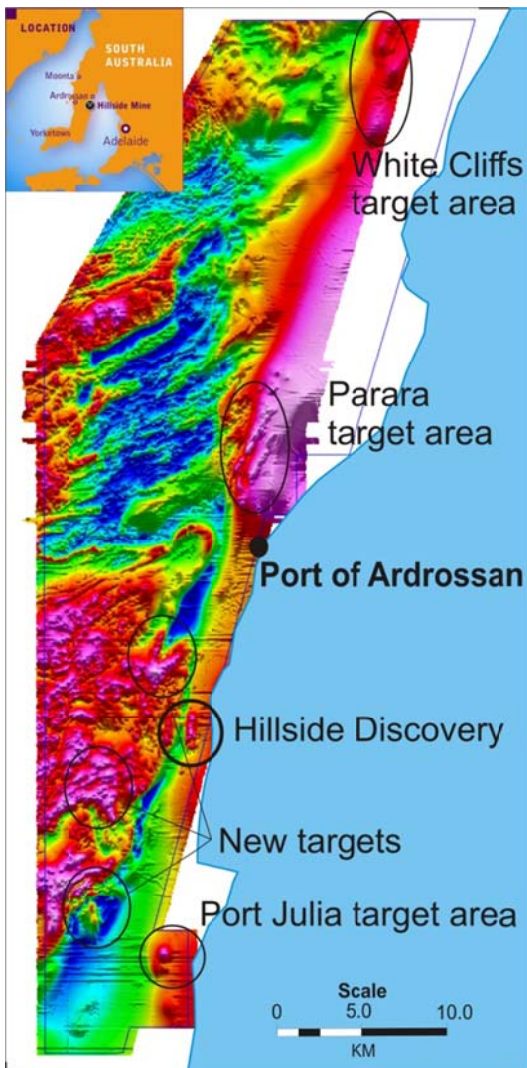 LOCATION
SOUTH
AUSTRALIA
Moonta
Ardrossan
Hillside Mine
Yorketown
Adelaide
White Cliffs
target area
Parara
target area
Port of Ardrossan
Hillside Discovery
New targets
Port Julia target area
Scale
0 5.0 10.0
KM